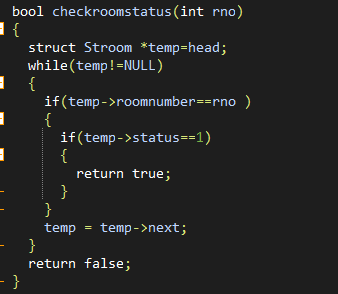 bool checkroomstatus(int rno)
{
struct Stroom *temp=head;
while(temp!=NULL)
{
if(temp->roomnumber==rno )
{
if(temp->status==1)
{
return true;
}
}
temp = temp->next;
}
return false;
}